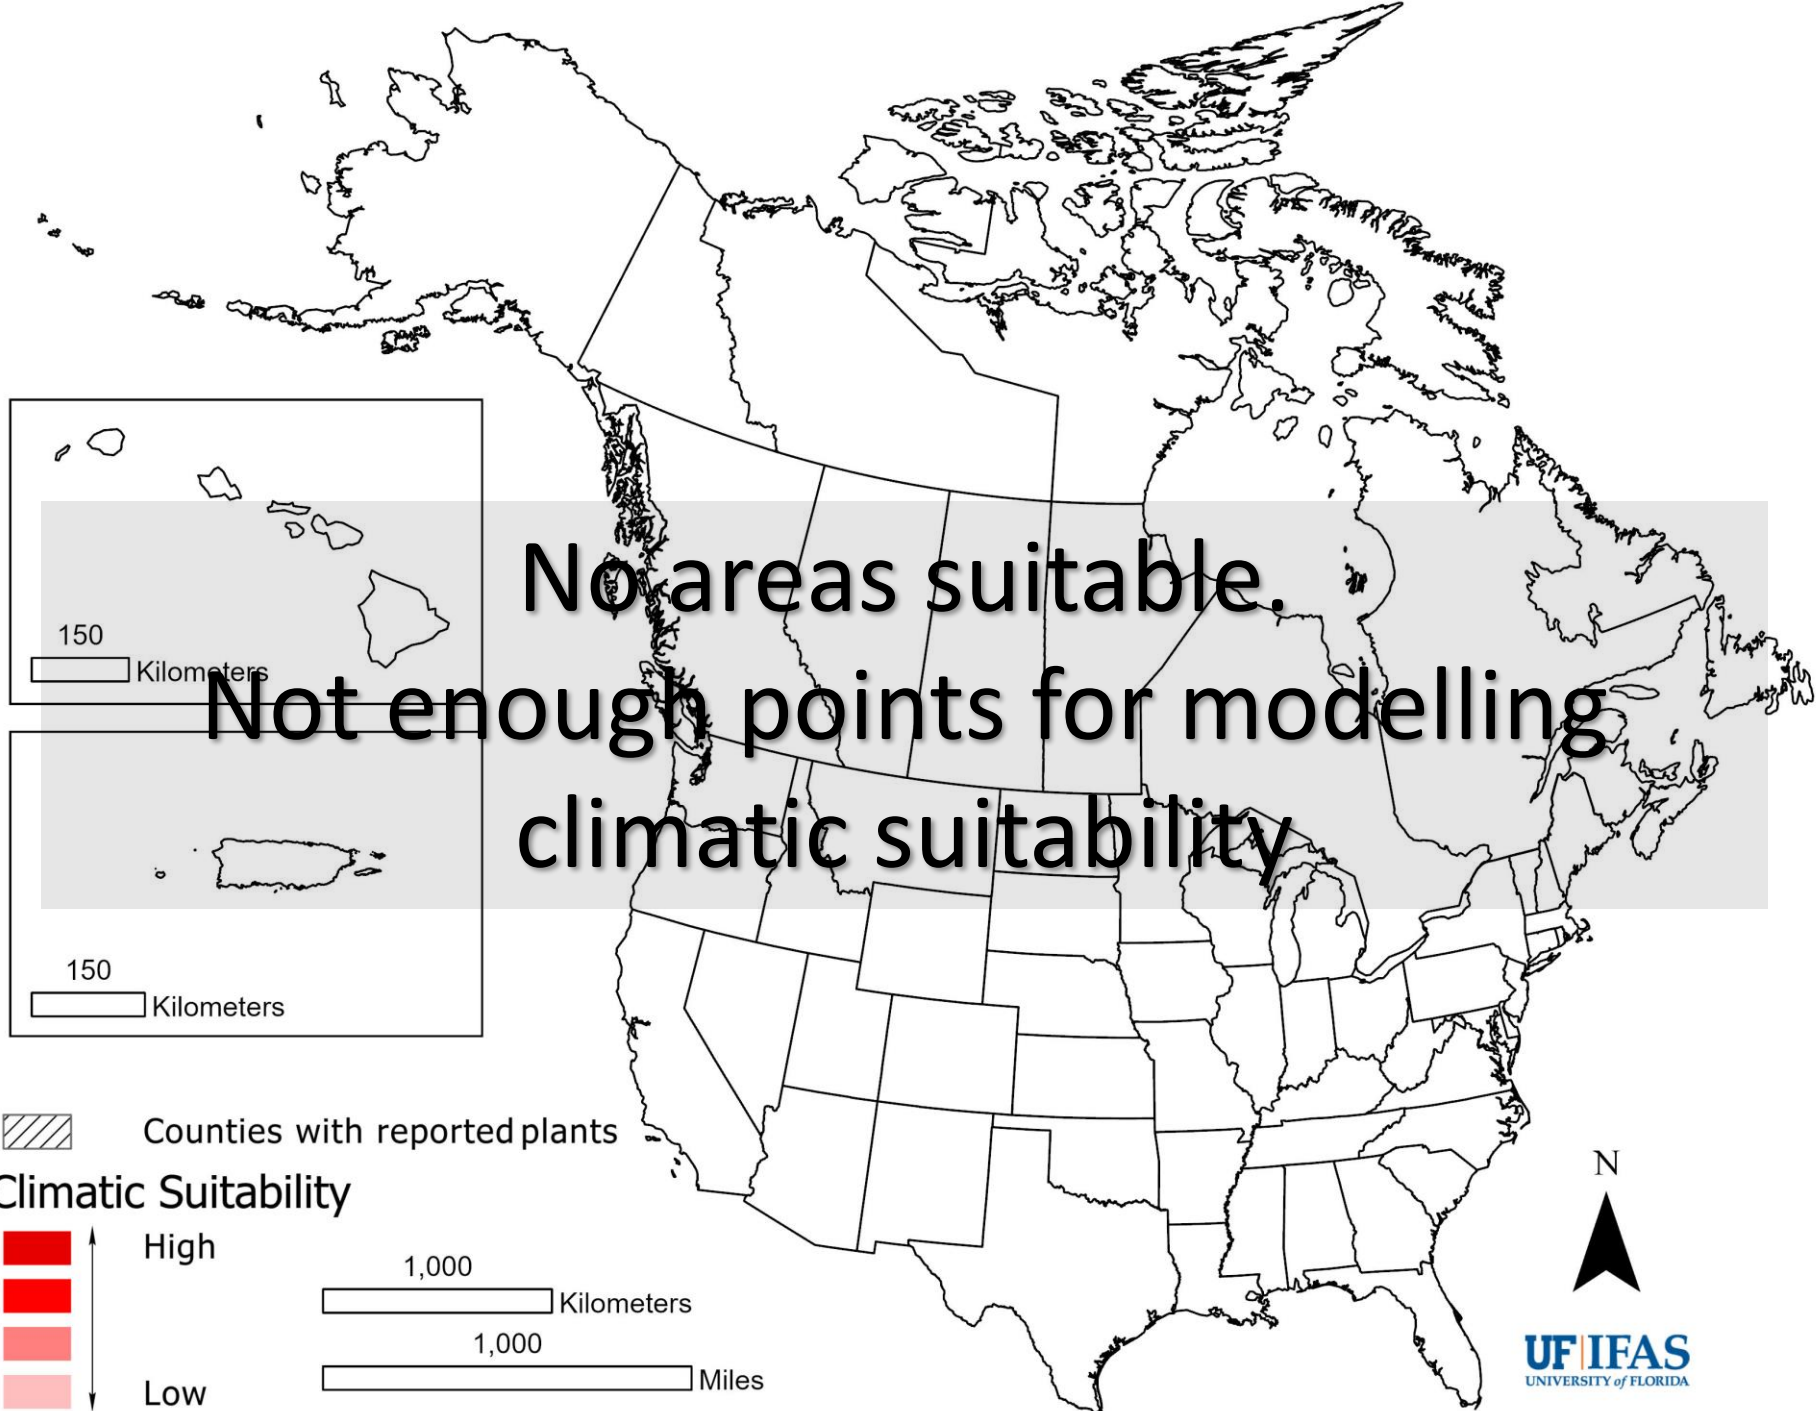 No areas suitable.
Not enough points for modelling
climatic suitability
150
Kilometers
150
Kilometers
Counties with reported plants
Climatic Suitability
High
Low
1,000
Kilometers
1,000
Miles
N
UF IFAS
UNIVERSITY of FLORIDA